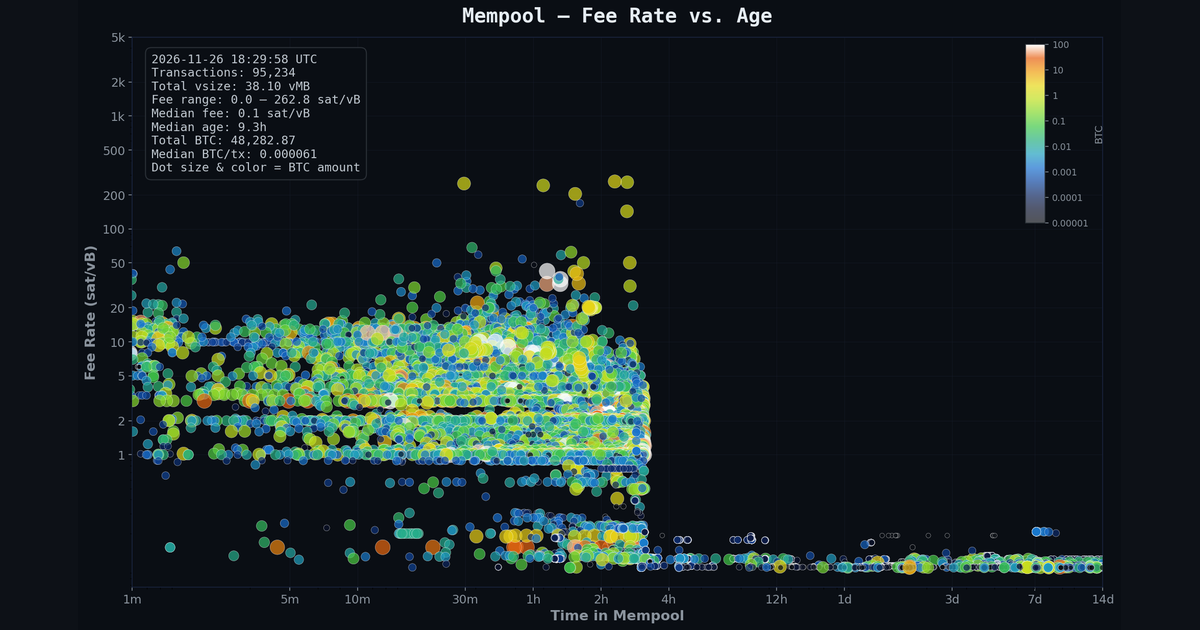 Mempool — Fee Rate vs. Age
2026-11-26 18:29:58 UTC
Transactions: 95,234
Total vsize: 38.10 vMB
Fee range: 0.0 — 262.8 sat/vB
Median fee: 0.1 sat/vB
Median age: 9.3h
Total BTC: 48,282.87
Median BTC/tx: 0.000061
Dot size & color = BTC amount
100
10
1
0.1
0.01
0.001
0.0001
0.00001
BTC
Fee Rate (sat/vB)
5k
2k
1k
500
200
100
50
20
10
5
2
1
1m
5m
10m
30m
1h
2h
4h
12h
1d
3d
7d
14d
Time in Mempool